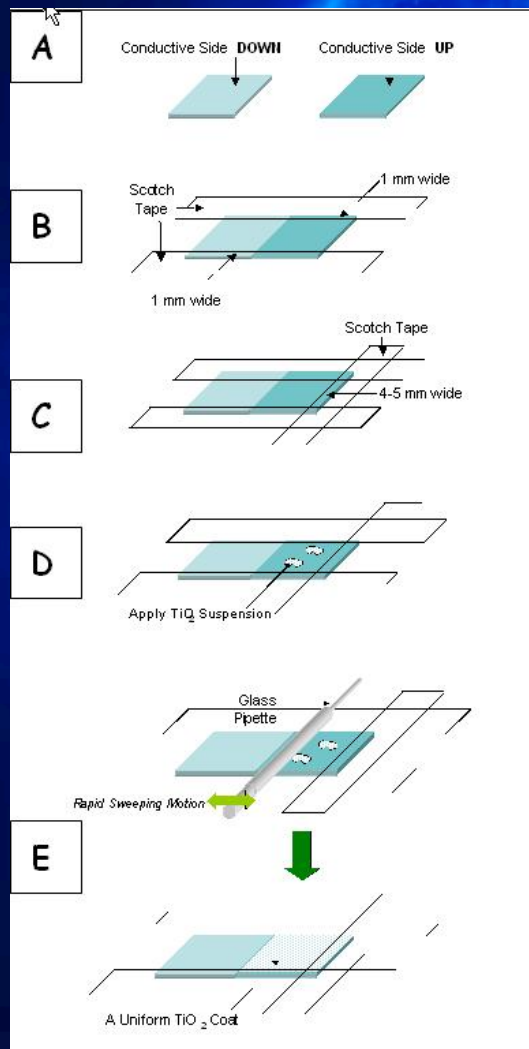 A
Conductive Side DOWN
Conductive Side UP
B
Scotch
Tape
1 mm wide
1 mm wide
C
Scotch Tape
4-5 mm wide
D
Apply TiO2 Suspension
Glass
Pipette
Rapid Sweeping Motion
E
A Uniform TiO2 Coat